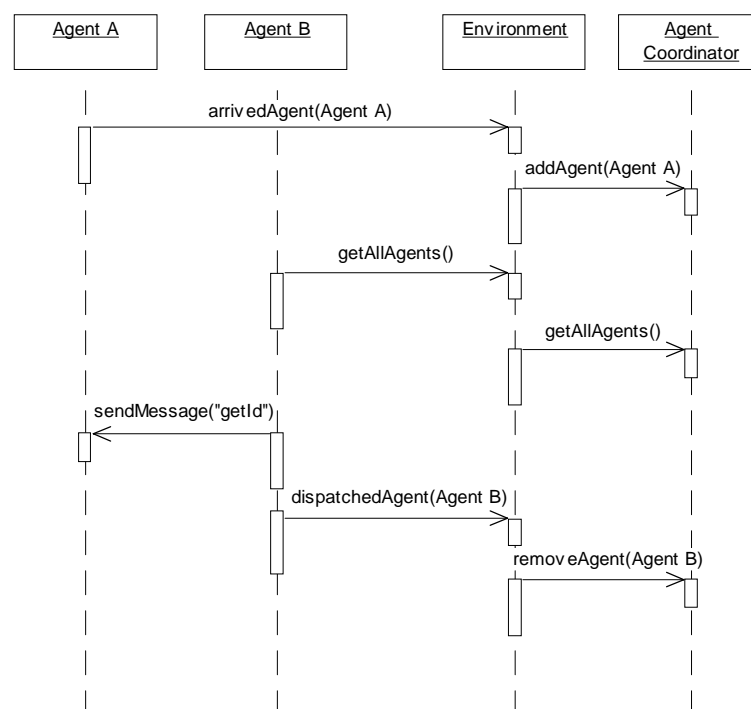 Agent A
Agent B
Environment
Agent
Coordinator
arrivedAgent(Agent A)
addAgent(Agent A)
getAllAgents()
getAllAgents()
sendMessage("getId")
dispatchedAgent(Agent B)
removeAgent(Agent B)